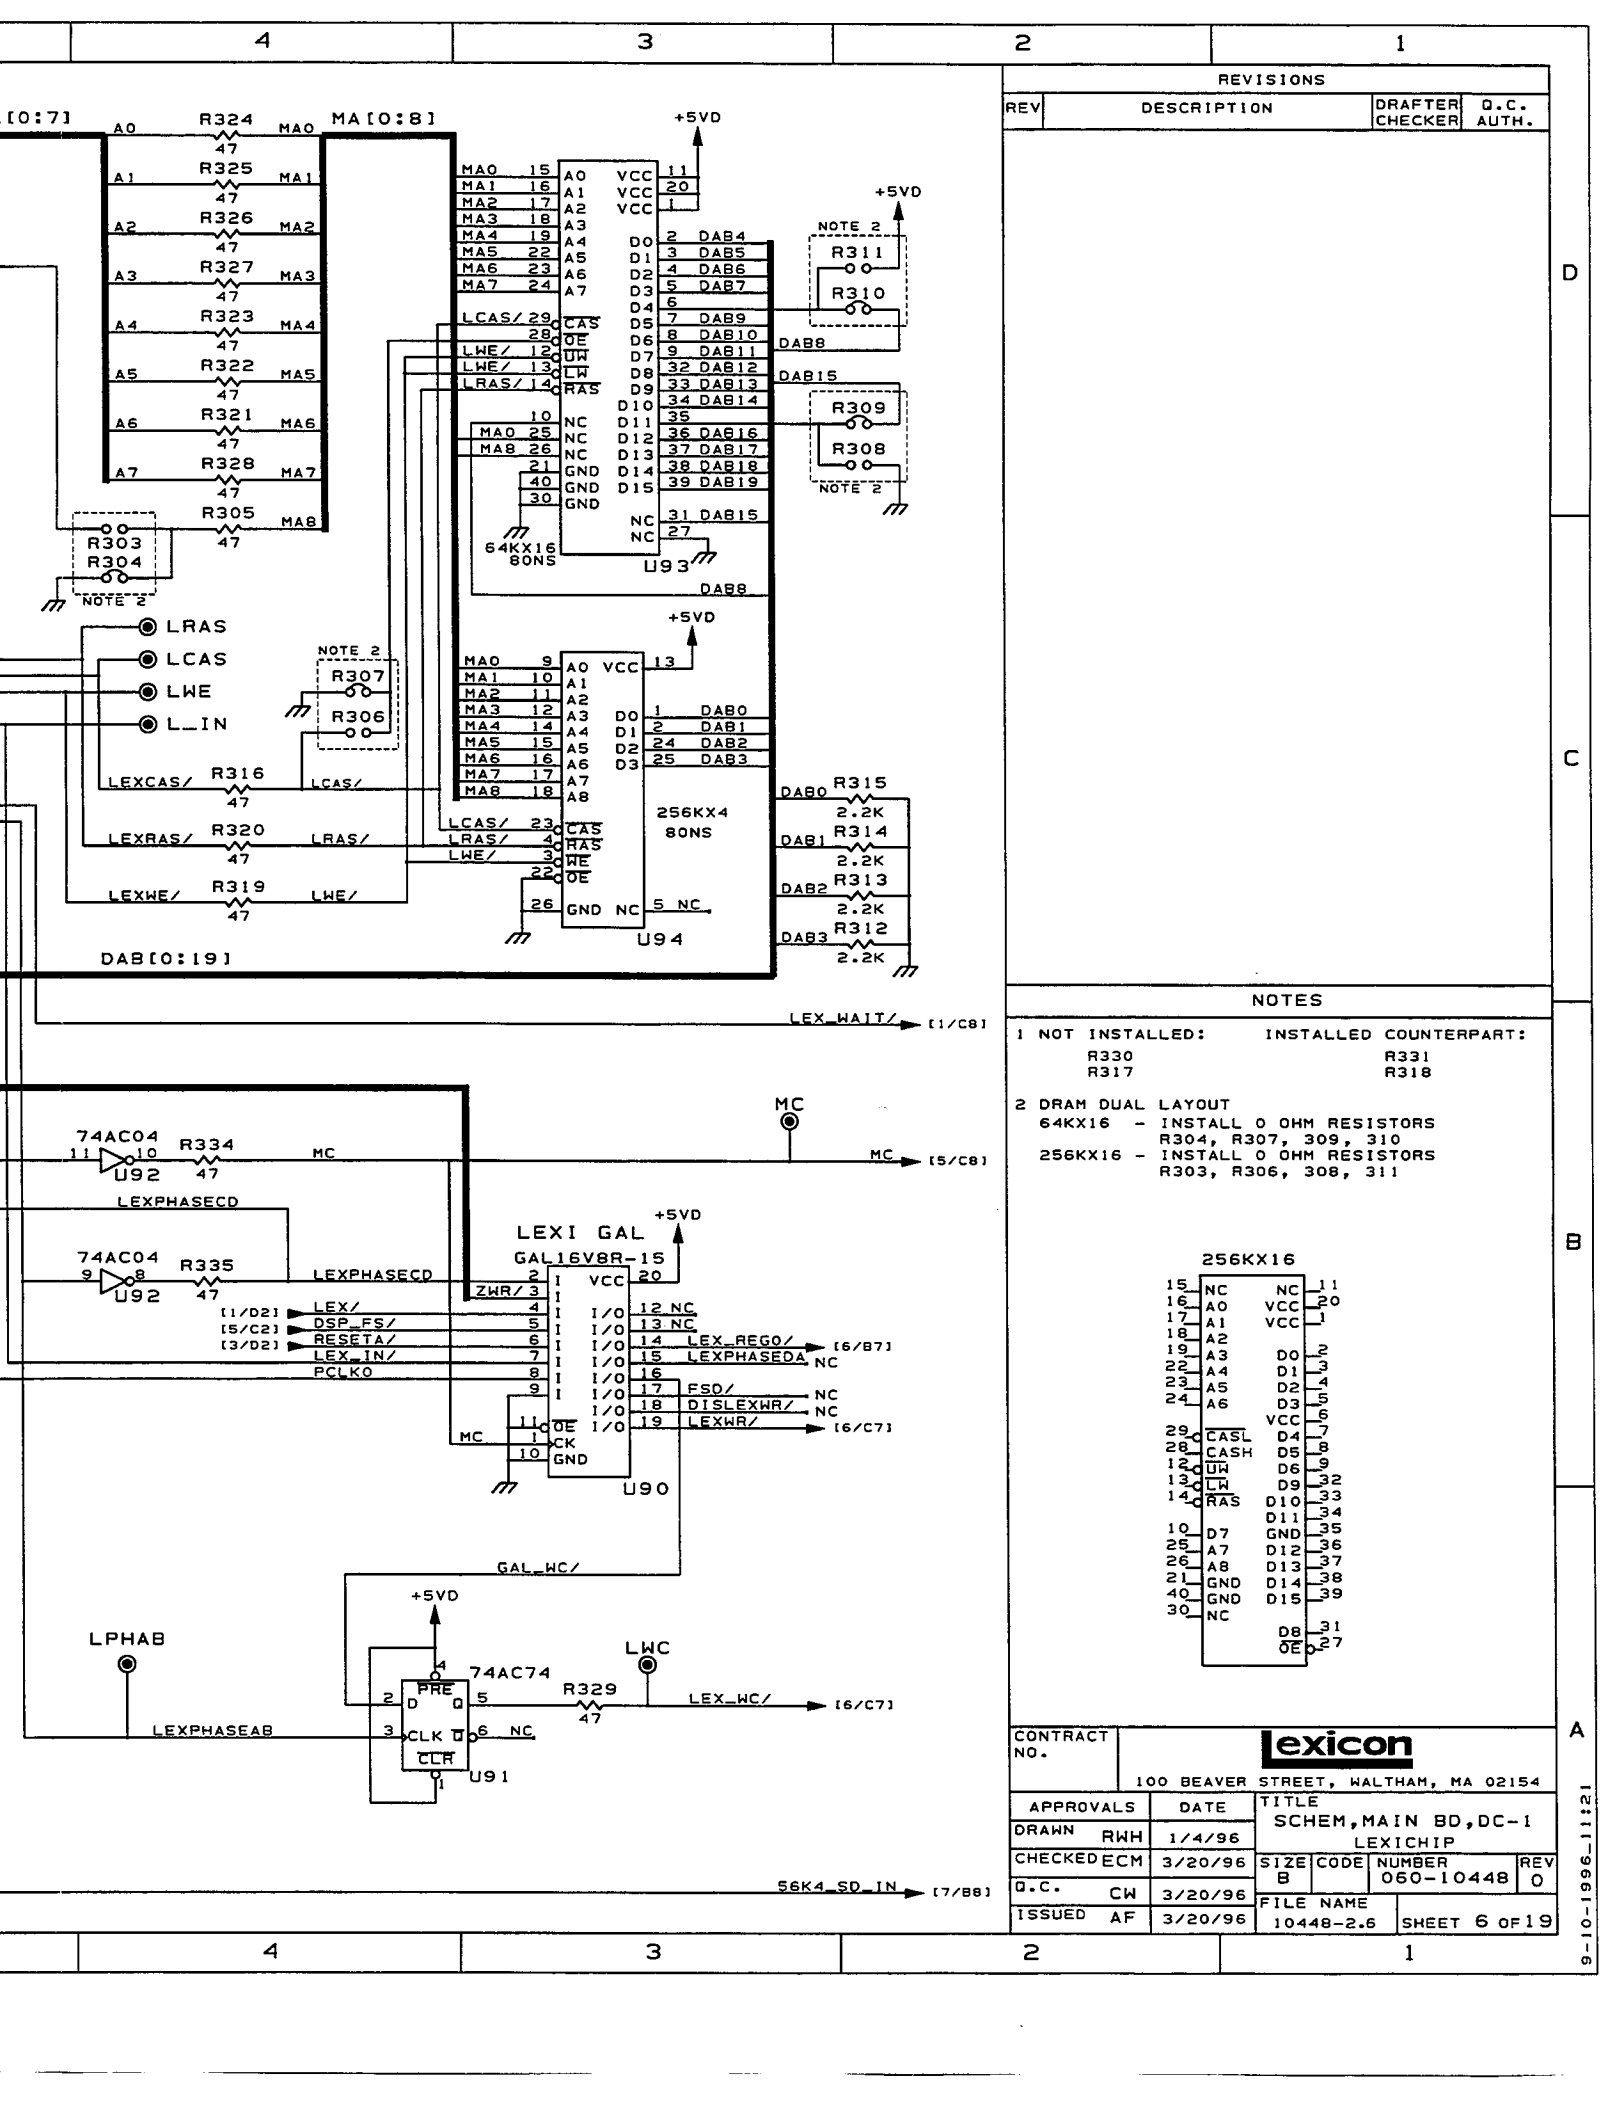 4 3 2 1
REVISIONS
REV DESCRIPTION DRAFTER CHECKER Q.C. AUTH.
[0:7]
MA[0:8]
A0 R324 47 MA0
A1 R325 47 MA1
A2 R326 47 MA2
A3 R327 47 MA3
A4 R323 47 MA4
A5 R322 47 MA5
A6 R321 47 MA6
A7 R328 47 MA7
R305 47 MA8
R303
R304
NOTE 2
+5VD
MA0 15 A0 VCC 11
MA1 16 A1 VCC 20
MA2 17 A2 VCC 1
MA3 18 A3
MA4 19 A4 D0 2 DAB4
MA5 22 A5 D1 3 DAB5
MA6 23 A6 D2 4 DAB6
MA7 24 A7 D3 5 DAB7
D4 6
LCAS/ 29 CAS D5 7 DAB9
28 OE D6 8 DAB10
LWE/ 12 UW D7 9 DAB11
LWE/ 13 LW D8 32 DAB12
LRAS/ 14 RAS D9 33 DAB13
D10 34 DAB14
10 NC D11 35
MA0 25 NC D12 36 DAB16
MA8 26 NC D13 37 DAB17
21 GND D14 38 DAB18
40 GND D15 39 DAB19
30 GND
NC 31 DAB15
NC 27
64KX16
80NS
U93
DAB8
+5VD
NOTE 2
R311
R310
DAB8
DAB15
R309
R308
NOTE 2
D
LRAS
LCAS
LWE
L_IN
NOTE 2
R307
R306
LEXCAS/ R316 47 LCAS/
LEXRAS/ R320 47 LRAS/
LEXWE/ R319 47 LWE/
+5VD
MA0 9 A0 VCC 13
MA1 10 A1
MA2 11 A2
MA3 12 A3 D0 1 DAB0
MA4 14 A4 D1 2 DAB1
MA5 15 A5 D2 24 DAB2
MA6 16 A6 D3 25 DAB3
MA7 17 A7
MA8 18 A8
256KX4
80NS
LCAS/ 23 CAS
LRAS/ 4 RAS
LWE/ 3 WE
22 OE
26 GND NC 5 NC
U94
DAB0 R315 2.2K
DAB1 R314 2.2K
DAB2 R313 2.2K
DAB3 R312 2.2K
C
DAB[0:19]
LEX_WAIT/ [1/C8]
NOTES
1 NOT INSTALLED: INSTALLED COUNTERPART:
R330 R331
R317 R318
2 DRAM DUAL LAYOUT
64KX16 - INSTALL 0 OHM RESISTORS
R304, R307, 309, 310
256KX16 - INSTALL 0 OHM RESISTORS
R303, R306, 308, 311
MC
74AC04
11 10 R334 47 MC MC [5/C8]
U92
LEXPHASECD
74AC04
9 8 R335 47 LEXPHASECD
U92
LEXI GAL
GAL16V8R-15
+5VD
2 I VCC 20
ZWR/ 3 I
[1/D2] LEX/ 4 I I/O 12 NC
[5/C2] DSP_FS/ 5 I I/O 13 NC
[3/D2] RESETA/ 6 I I/O 14 LEX_REG0/ [6/B7]
LEX_IN/ 7 I I/O 15 LEXPHASEDA NC
PCLK0 8 I I/O 16
9 I I/O 17 FSD/ NC
I/O 18 DISLEXWR/ NC
11 OE I/O 19 LEXWR/ [6/C7]
MC 1 CK
10 GND
U90
B
256KX16
15 NC NC 11
16 A0 VCC 20
17 A1 VCC 1
18 A2
19 A3 D0 2
22 A4 D1 3
23 A5 D2 4
24 A6 D3 5
VCC 6
29 CASL D4 7
28 CASH D5 8
12 UW D6 9
13 LW D9 32
14 RAS D10 33
D11 34
10 D7 GND 35
25 A7 D12 36
26 A8 D13 37
21 GND D14 38
40 GND D15 39
30 NC
D8 31
OE 27
GAL_WC/
+5VD
LPHAB
74AC74
4
PRE
2 D Q 5
3 CLK Q 6 NC
CLR
1
U91
LWC
R329 47 LEX_WC/ [6/C7]
LEXPHASEAB
56K4_SD_IN [7/B8]
A
CONTRACT NO.
lexicon
100 BEAVER STREET, WALTHAM, MA 02154
APPROVALS DATE
DRAWN RWH 1/4/96
CHECKED ECM 3/20/96
Q.C. CW 3/20/96
ISSUED AF 3/20/96
TITLE
SCHEM,MAIN BD,DC-1
LEXICHIP
SIZE B CODE NUMBER 060-10448 REV 0
FILE NAME 10448-2.6 SHEET 6 OF 19
9-10-1996_11:21
4 3 2 1